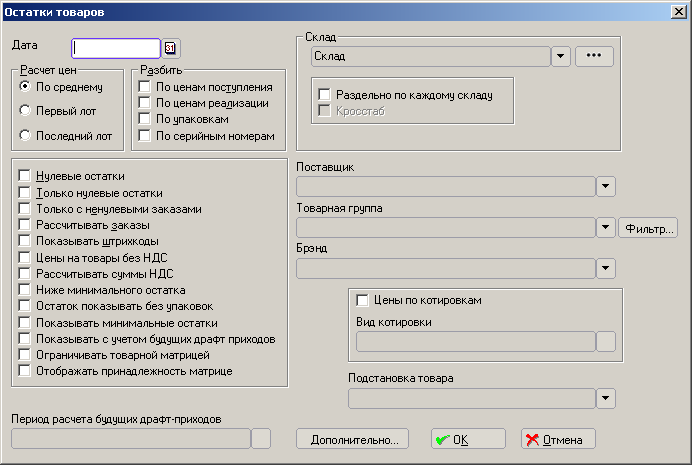 Остатки товаров
Дата
31
Расчет цен
По среднему
Первый лот
Последний лот
Разбить
По ценам поступления
По ценам реализации
По упаковкам
По серийным номерам
Склад
Склад
...
Раздельно по каждому складу
Кросстаб
Нулевые остатки
Только нулевые остатки
Только с ненулевыми заказами
Рассчитывать заказы
Показывать штрихкоды
Цены на товары без НДС
Рассчитывать суммы НДС
Ниже минимального остатка
Остаток показывать без упаковок
Показывать минимальные остатки
Показывать с учетом будущих драфт приходов
Ограничивать товарной матрицей
Отображать принадлежность матрице
Поставщик
Товарная группа
Фильтр...
Брэнд
Цены по котировкам
Вид котировки
Подстановка товара
Период расчета будущих драфт-приходов
Дополнительно...
OK
Отмена